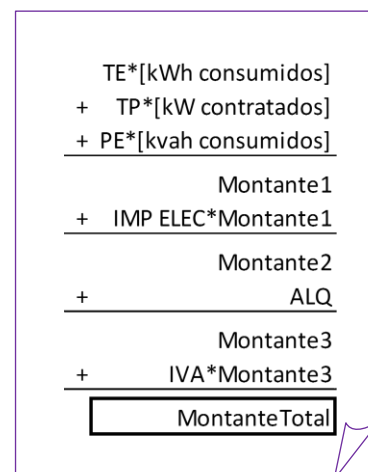 TE*[kWh consumidos]
+ TP*[kW contratados]
+ PE*[kvah consumidos]
Montante1
+ IMP ELEC*Montante1
Montante2
+ ALQ
Montante3
+ IVA*Montante3
MontanteTotal